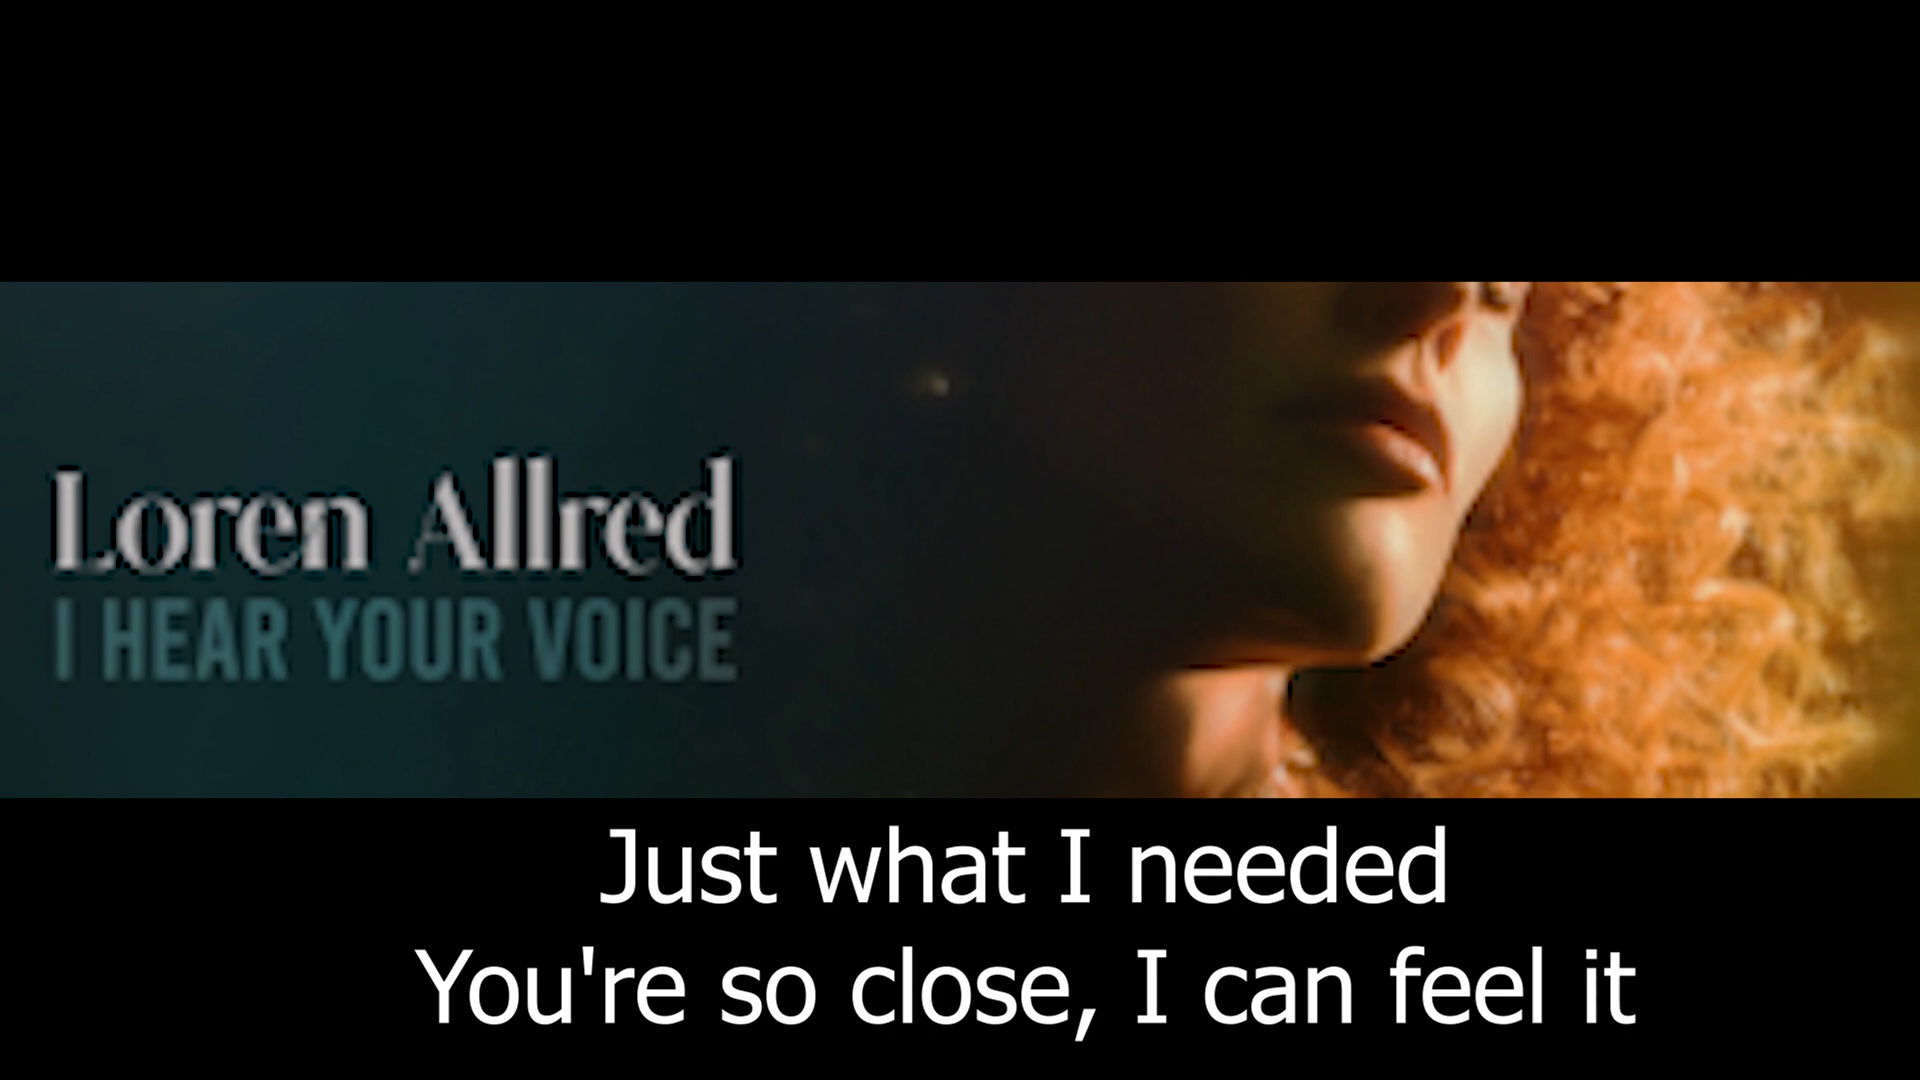 Loren Allred
I HEAR YOUR VOICE
Just what I needed
You're so close, I can feel it